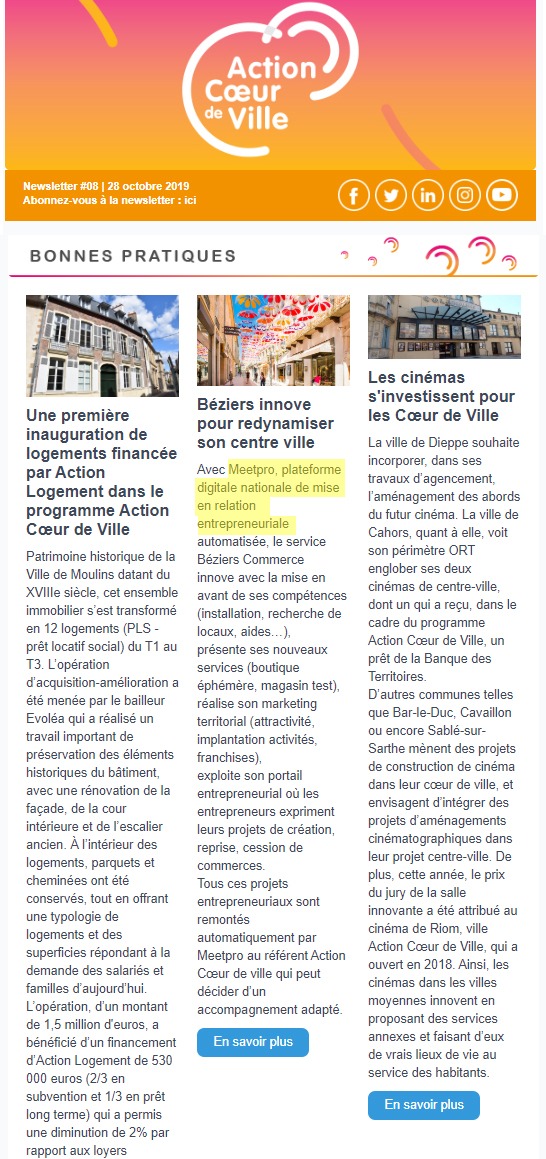 Action
Cœur
de Ville
Newsletter #08 | 28 octobre 2019
Abonnez-vous à la newsletter : ici
BONNES PRATIQUES
Une première
inauguration de
logements financée
par Action
Logement dans le
programme Action
Cœur de Ville
Patrimoine historique de la
Ville de Moulins datant du
XVIIIe siècle, cet ensemble
immobilier s’est transformé
en 12 logements (PLS -
prêt locatif social) du T1 au
T3. L’opération
d’acquisition-amélioration a
été menée par le bailleur
Evoléa qui a réalisé un
travail important de
préservation des éléments
historiques du bâtiment,
avec une rénovation de la
façade, de la cour
intérieure et de l’escalier
ancien. À l’intérieur des
logements, parquets et
cheminées ont été
conservés, tout en offrant
une typologie de
logements et des
superficies répondant à la
demande des salariés et
familles d’aujourd’hui.
L’opération, d’un montant
de 1,5 million d'euros, a
bénéficié d’un financement
d’Action Logement de 530
000 euros (2/3 en
subvention et 1/3 en prêt
long terme) qui a permis
une diminution de 2% par
rapport aux loyers
Béziers innove
pour redynamiser
son centre ville
Avec Meetpro, plateforme
digitale nationale de mise
en relation
entrepreneuriale
automatisée, le service
Béziers Commerce
innove avec la mise en
avant de ses compétences
(installation, recherche de
locaux, aides…),
présente ses nouveaux
services (boutique
éphémère, magasin test),
réalise son marketing
territorial (attractivité,
implantation activités,
franchises),
exploite son portail
entrepreneurial où les
entrepreneurs expriment
leurs projets de création,
reprise, cession de
commerces.
Tous ces projets
entrepreneuriaux sont
remontés
automatiquement par
Meetpro au référent Action
Cœur de ville qui peut
décider d’un
accompagnement adapté.
En savoir plus
Les cinémas
s'investissent pour
les Cœur de Ville
La ville de Dieppe souhaite
incorporer, dans ses
travaux d’agencement,
l’aménagement des abords
du futur cinéma. La ville de
Cahors, quant à elle, voit
son périmètre ORT
englober ses deux
cinémas de centre-ville,
dont un qui a reçu, dans le
cadre du programme
Action Cœur de Ville, un
prêt de la Banque des
Territoires.
D’autres communes telles
que Bar-le-Duc, Cavaillon
ou encore Sablé-sur-
Sarthe mènent des projets
de construction de cinéma
dans leur cœur de ville, et
envisagent d’intégrer des
projets d’aménagements
cinématographiques dans
leur projet centre-ville. De
plus, cette année, le prix
du jury de la salle
innovante a été attribué au
cinéma de Riom, ville
Action Cœur de Ville, qui a
ouvert en 2018. Ainsi, les
cinémas dans les villes
moyennes innovent en
proposant des services
annexes et faisant d’eux
de vrais lieux de vie au
service des habitants.
En savoir plus